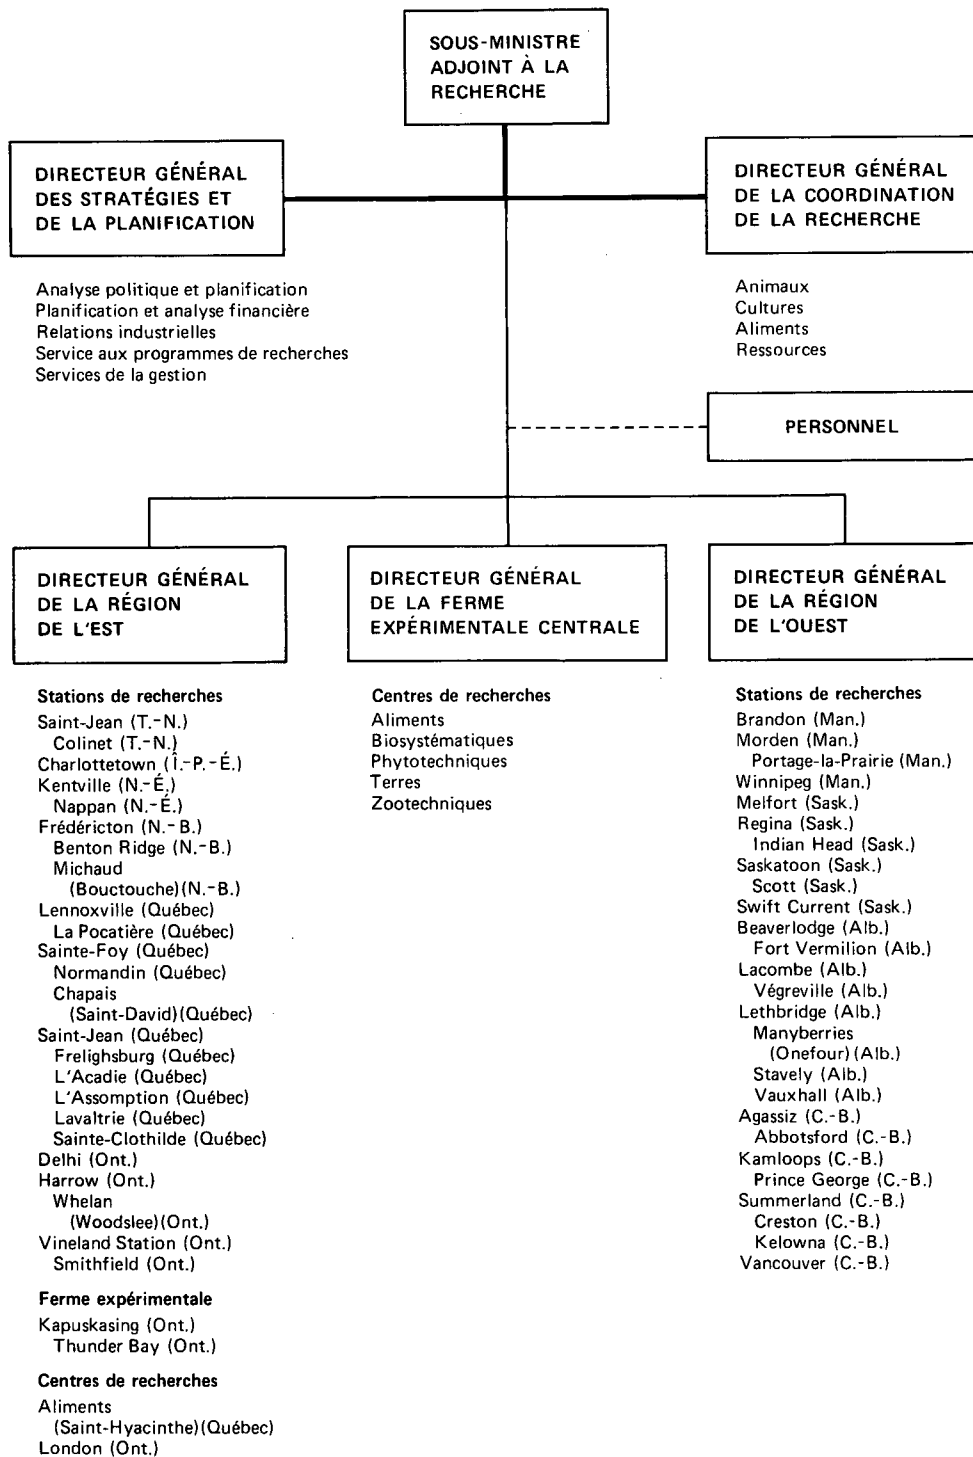 SOUS-MINISTRE
ADJOINT À LA
RECHERCHE
DIRECTEUR GÉNÉRAL
DES STRATÉGIES ET
DE LA PLANIFICATION
Analyse politique et planification
Planification et analyse financière
Relations industrielles
Service aux programmes de recherches
Services de la gestion
DIRECTEUR GÉNÉRAL
DE LA COORDINATION
DE LA RECHERCHE
Animaux
Cultures
Aliments
Ressources
PERSONNEL
DIRECTEUR GÉNÉRAL
DE LA RÉGION
DE L'EST
Stations de recherches
Saint-Jean (T.-N.)
Colinet (T.-N.)
Charlottetown (Î.-P.-É.)
Kentville (N.-É.)
Nappan (N.-É.)
Frédéricton (N.-B.)
Benton Ridge (N.-B.)
Michaud
(Bouctouche)(N.-B.)
Lennoxville (Québec)
La Pocatière (Québec)
Sainte-Foy (Québec)
Normandin (Québec)
Chapais
(Saint-David)(Québec)
Saint-Jean (Québec)
Frelighsburg (Québec)
L'Acadie (Québec)
L'Assomption (Québec)
Lavaltrie (Québec)
Sainte-Clothilde (Québec)
Delhi (Ont.)
Harrow (Ont.)
Whelan
(Woodslee)(Ont.)
Vineland Station (Ont.)
Smithfield (Ont.)
Ferme expérimentale
Kapuskasing (Ont.)
Thunder Bay (Ont.)
Centres de recherches
Aliments
(Saint-Hyacinthe)(Québec)
London (Ont.)
DIRECTEUR GÉNÉRAL
DE LA FERME
EXPÉRIMENTALE CENTRALE
Centres de recherches
Aliments
Biosystématiques
Phytotechniques
Terres
Zootechniques
DIRECTEUR GÉNÉRAL
DE LA RÉGION
DE L'OUEST
Stations de recherches
Brandon (Man.)
Morden (Man.)
Portage-la-Prairie (Man.)
Winnipeg (Man.)
Melfort (Sask.)
Regina (Sask.)
Indian Head (Sask.)
Saskatoon (Sask.)
Scott (Sask.)
Swift Current (Sask.)
Beaverlodge (Alb.)
Fort Vermilion (Alb.)
Lacombe (Alb.)
Végreville (Alb.)
Lethbridge (Alb.)
Manyberries
(Onefour) (Alb.)
Stavely (Alb.)
Vauxhall (Alb.)
Agassiz (C.-B.)
Abbotsford (C.-B.)
Kamloops (C.-B.)
Prince George (C.-B.)
Summerland (C.-B.)
Creston (C.-B.)
Kelowna (C.-B.)
Vancouver (C.-B.)